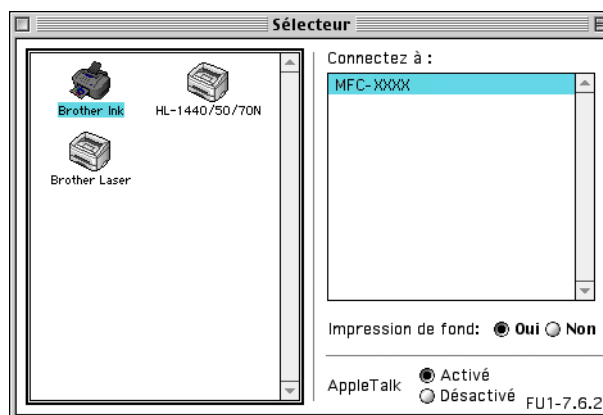 Sélecteur
Brother Ink
HL-1440/50/70N
Brother Laser
Connectez à :
MFC-XXXX
Impression de fond: Oui Non
AppleTalk
Activé
Désactivé
FU1-7.6.2